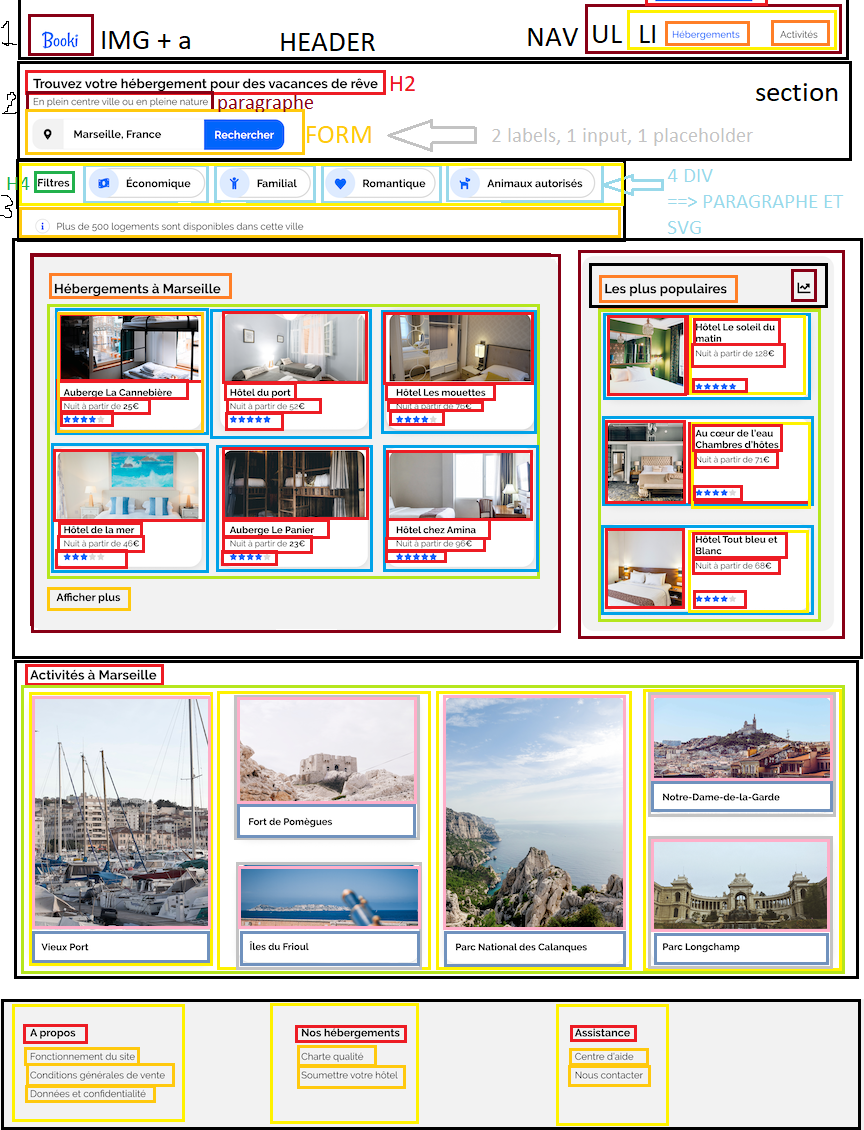 1
Booki
IMG + a
HEADER
NAV
UL
LI
Hébergements
Activités
Trouvez votre hébergement pour des vacances de rêve
H2
section
2
En plein centre ville ou en pleine nature
paragraphe
Marseille, France
Rechercher
FORM
2 labels, 1 input, 1 placeholder
H4
Filtres
Économique
Familial
Romantique
Animaux autorisés
4 DIV
==> PARAGRAPHE ET
SVG
3
Plus de 500 logements sont disponibles dans cette ville
Hébergements à Marseille
Auberge La Cannebière
Nuit à partir de 25€
Hôtel du port
Nuit à partir de 52€
Hôtel Les mouettes
Nuit à partir de 76€
Hôtel de la mer
Nuit à partir de 46€
Auberge Le Panier
Nuit à partir de 23€
Hôtel chez Amina
Nuit à partir de 96€
Afficher plus
Les plus populaires
Hôtel Le soleil du
matin
Nuit à partir de 128€
Au cœur de l'eau
Chambres d'hôtes
Nuit à partir de 71€
Hôtel Tout bleu et
Blanc
Nuit à partir de 68€
Activités à Marseille
Vieux Port
Fort de Pomègues
Îles du Frioul
Parc National des Calanques
Notre-Dame-de-la-Garde
Parc Longchamp
A propos
Fonctionnement du site
Conditions générales de vente
Données et confidentialité
Nos hébergements
Charte qualité
Soumettre votre hôtel
Assistance
Centre d'aide
Nous contacter